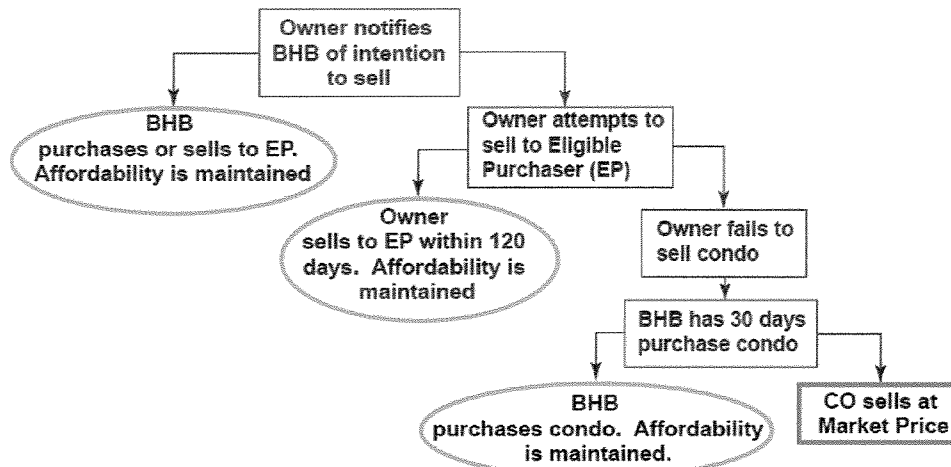 Owner notifies
BHB of intention
to sell
BHB
purchases or sells to EP.
Affordability is maintained
Owner attempts to
sell to Eligible
Purchaser (EP)
Owner
sells to EP within 120
days. Affordability is
maintained
Owner fails to
sell condo
BHB has 30 days
purchase condo
BHB
purchases condo. Affordability
is maintained.
CO sells at
Market Price